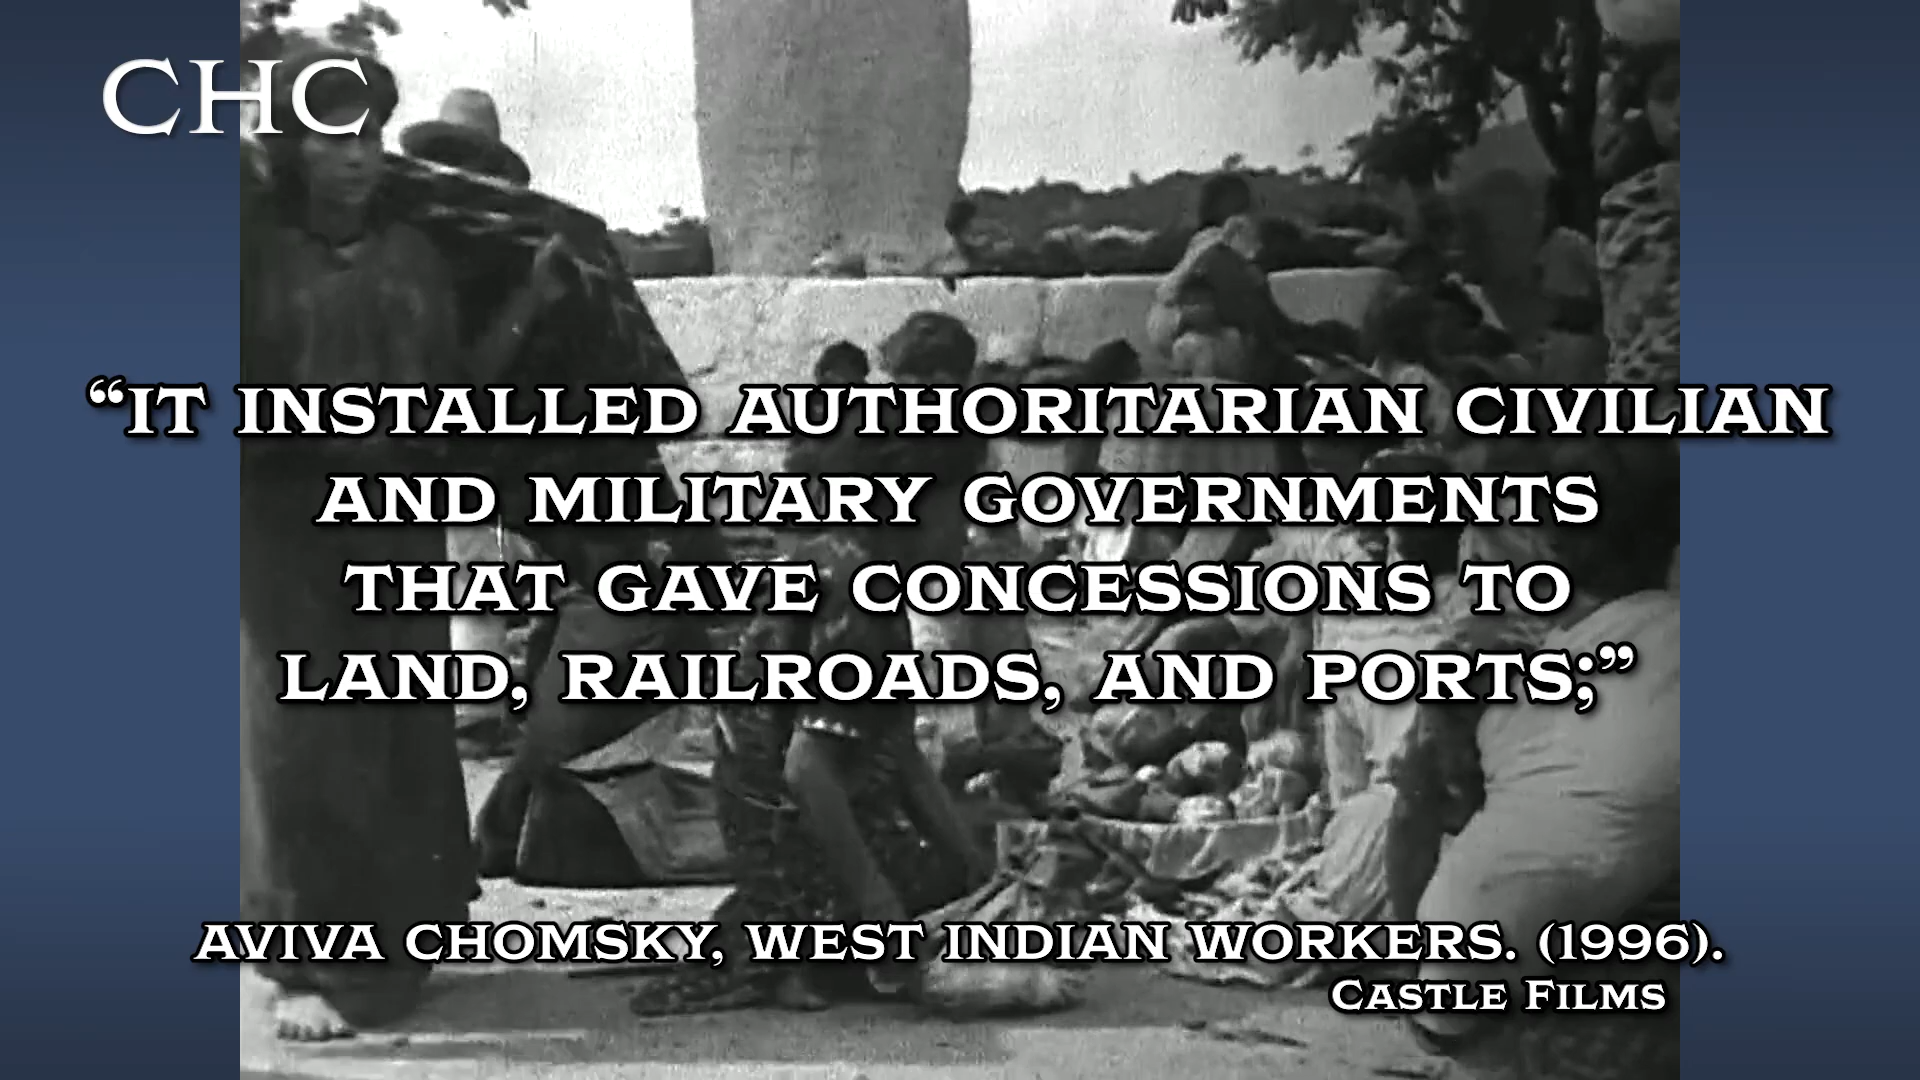 CHC
“IT INSTALLED AUTHORITARIAN CIVILIAN
AND MILITARY GOVERNMENTS
THAT GAVE CONCESSIONS TO
LAND, RAILROADS, AND PORTS;”
AVIVA CHOMSKY, WEST INDIAN WORKERS. (1996).
CASTLE FILMS